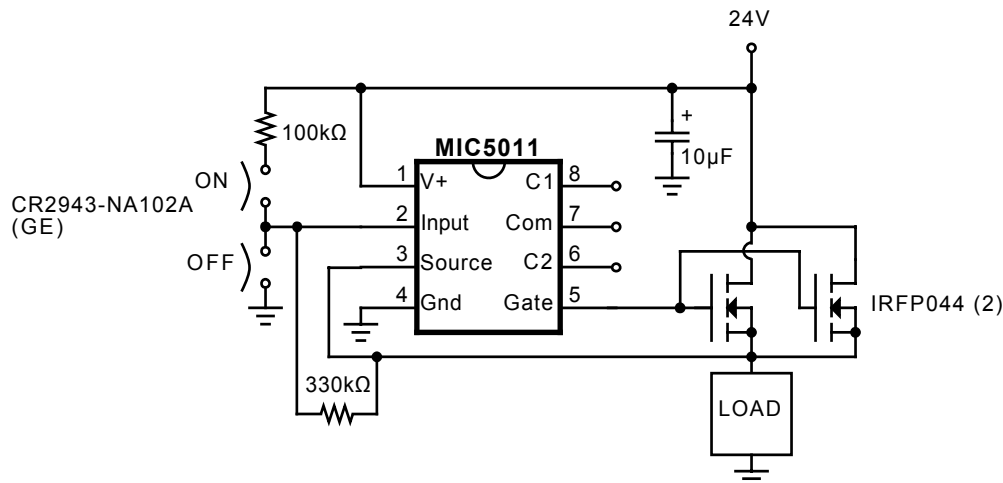 24V
100kΩ
+
10µF
MIC5011
ON
CR2943-NA102A
(GE)
OFF
1 V+ C1 8
2 Input Com 7
3 Source C2 6
4 Gnd Gate 5
IRFP044 (2)
330kΩ
LOAD